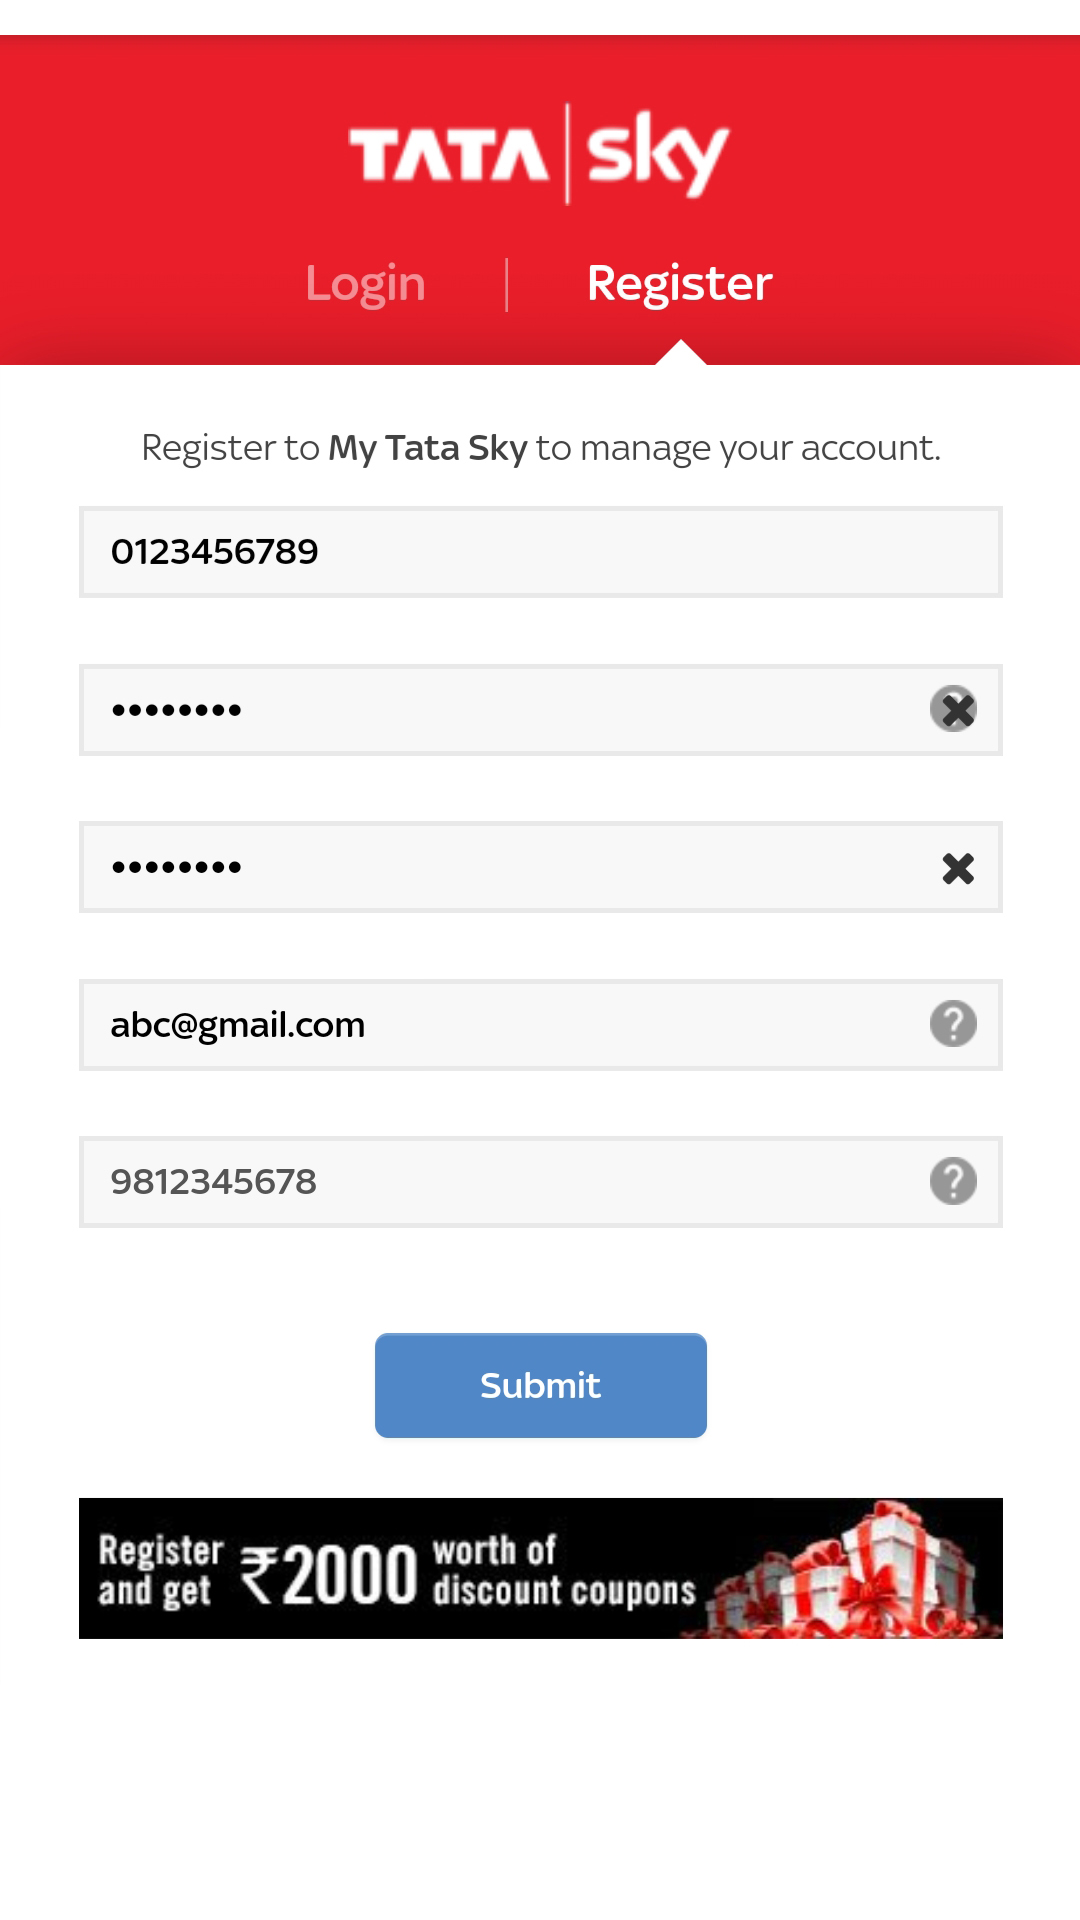 TATA sky
Login Register
Register to My Tata Sky to manage your account.
0123456789
••••••••
••••••••
abc@gmail.com
9812345678
Submit
Register and get ₹2000 worth of discount coupons